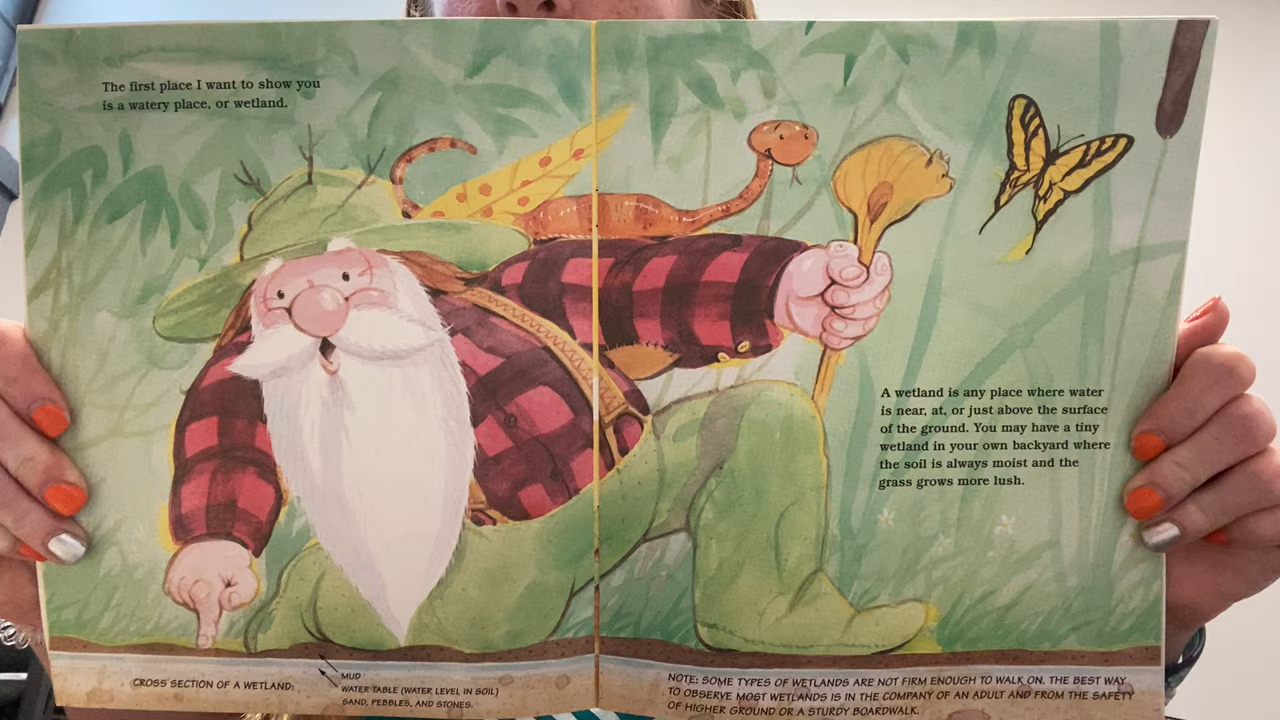 The first place I want to show you
is a watery place, or wetland.
A wetland is any place where water
is near, at, or just above the surface
of the ground. You may have a tiny
wetland in your own backyard where
the soil is always moist and the
grass grows more lush.
CROSS SECTION OF A WETLAND:
MUD
WATER TABLE (WATER LEVEL IN SOIL)
SAND, PEBBLES, AND STONES.
NOTE: SOME TYPES OF WETLANDS ARE NOT FIRM ENOUGH TO WALK ON. THE BEST WAY
TO OBSERVE MOST WETLANDS IS IN THE COMPANY OF AN ADULT AND FROM THE SAFETY
OF HIGHER GROUND OR A STURDY BOARDWALK.